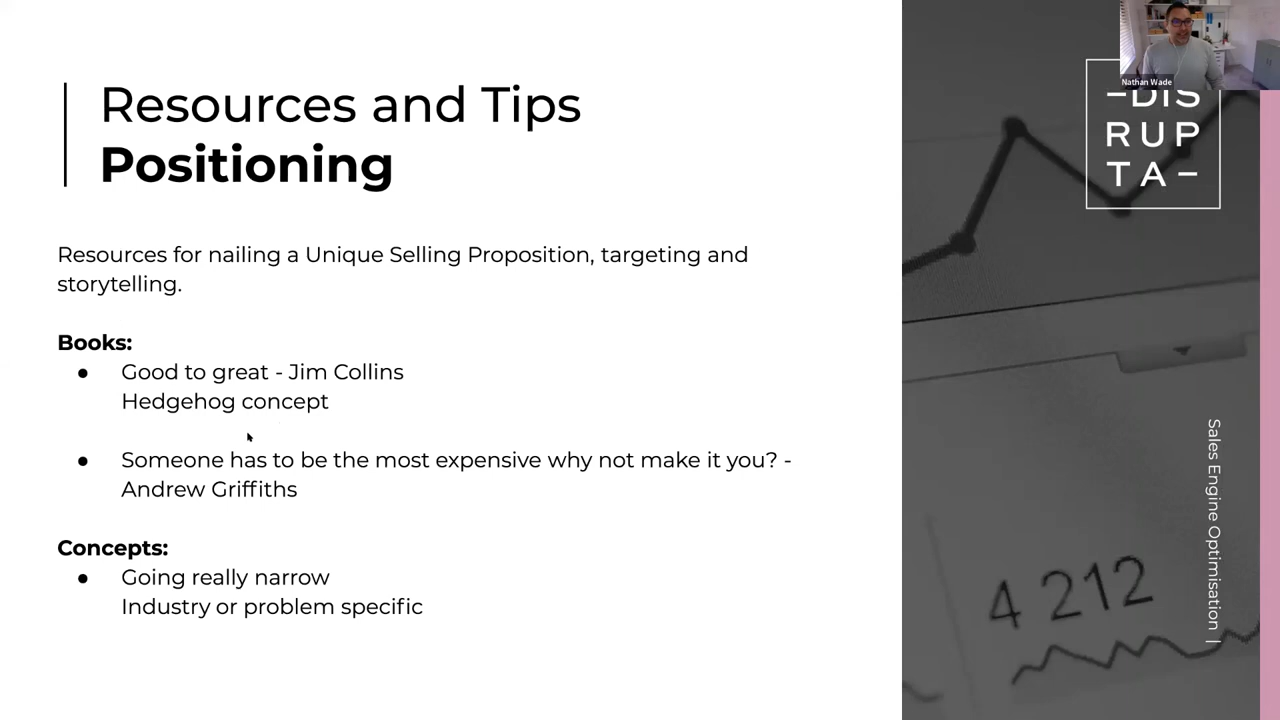 Resources and Tips
Positioning
Resources for nailing a Unique Selling Proposition, targeting and
storytelling.
Books:
● Good to great - Jim Collins
Hedgehog concept
● Someone has to be the most expensive why not make it you? -
Andrew Griffiths
Concepts:
● Going really narrow
Industry or problem specific
Nathan Wade
–DIS
RUP
TA–
Sales Engine Optimisation |
4 212